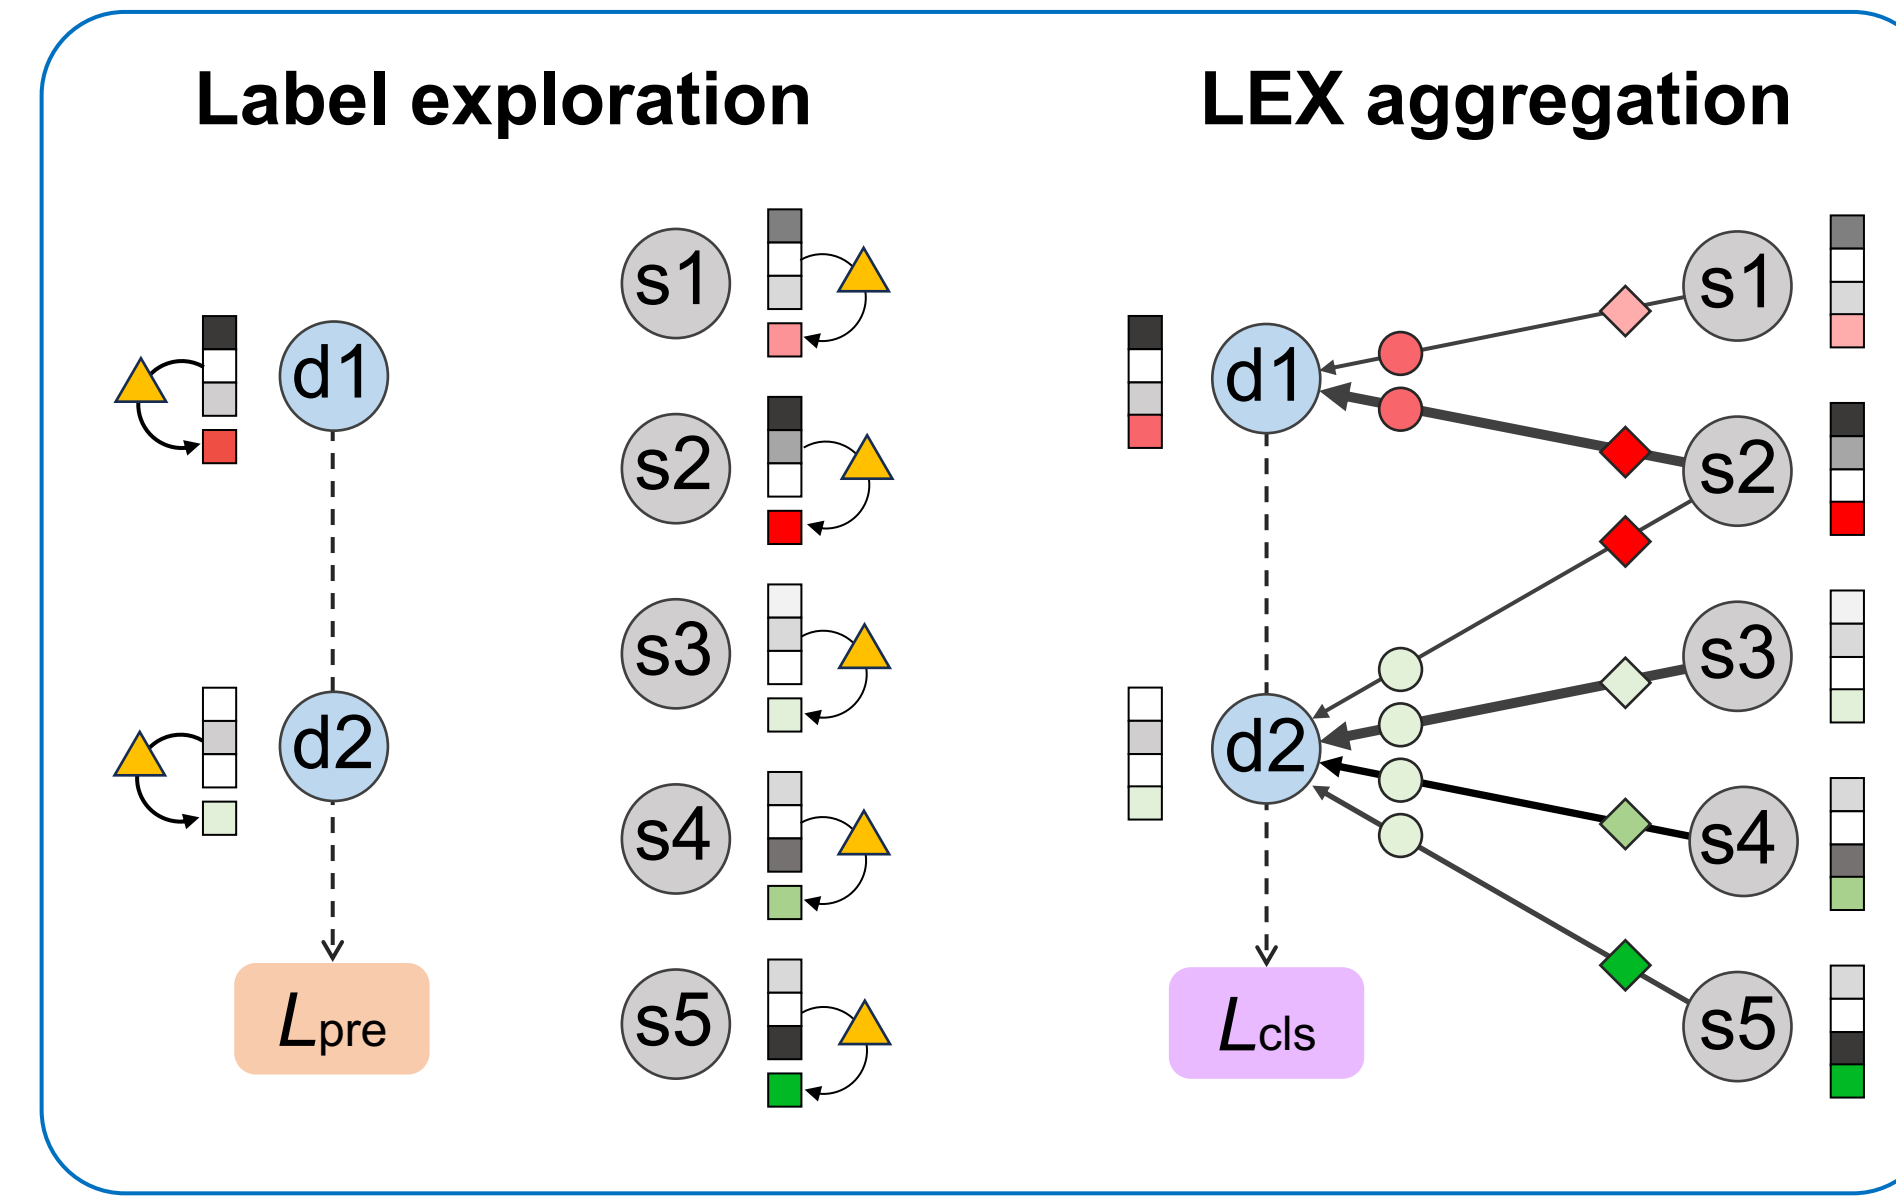 Label exploration
LEX aggregation
s1
s2
s3
s4
s5
d1
d2
Lpre
s1
s2
s3
s4
s5
d1
d2
Lcls